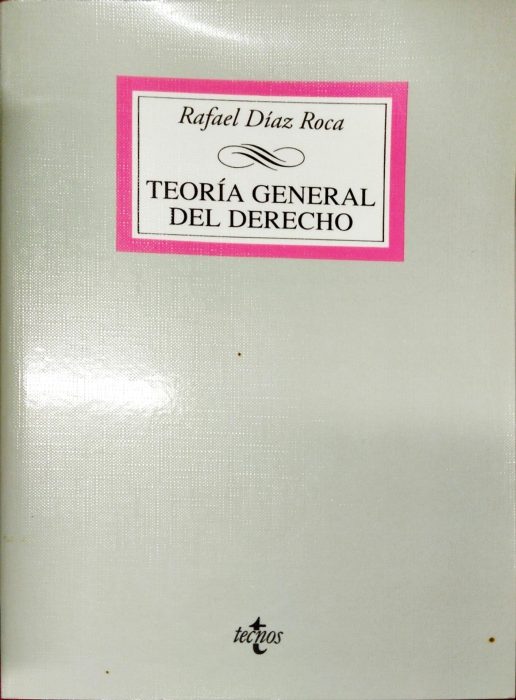 Rafael Díaz Roca
TEORÍA GENERAL
DEL DERECHO
tecnos